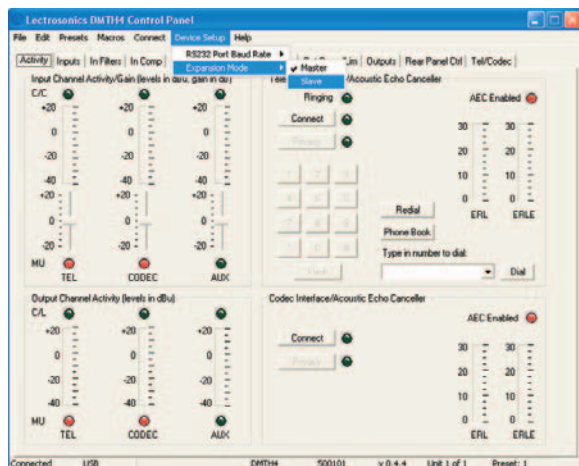 Lectrosonics DMTH4 Control Panel
File Edit Presets Macros Connect Device Setup Help
RS232 Port Baud Rate
Expansion Mode
Master
Slave
Activity Inputs In Filters In Comp Outputs Rear Panel Ctrl Tel/Codec
Input Channel Activity/Gain (levels in dBu, gain in dB)
Acoustic Echo Canceller
C/C
Ringing AEC Enabled
+20 +20 +20
Connect
30 30
0 0 0
Privacy
-20 -20 -20
20 20
-40 -40 -40
10 10
+20 +20 +20
0 0
Redial ERL ERLE
0 0 0
Phone Book
-20 -20 -20
Type in number to dial:
MU
TEL CODEC AUX
Flash Dial
Output Channel Activity (levels in dBu)
Codec Interface/Acoustic Echo Canceller
C/L
AEC Enabled
+20 +20 +20
Connect
30 30
0 0 0
Privacy
20 20
-20 -20 -20
10 10
-40 -40 -40
MU
0 0
TEL CODEC AUX
ERL ERLE
Connected USB DMTH4 500101 v 0.4.4 Unit 1 of 1 Preset: 1